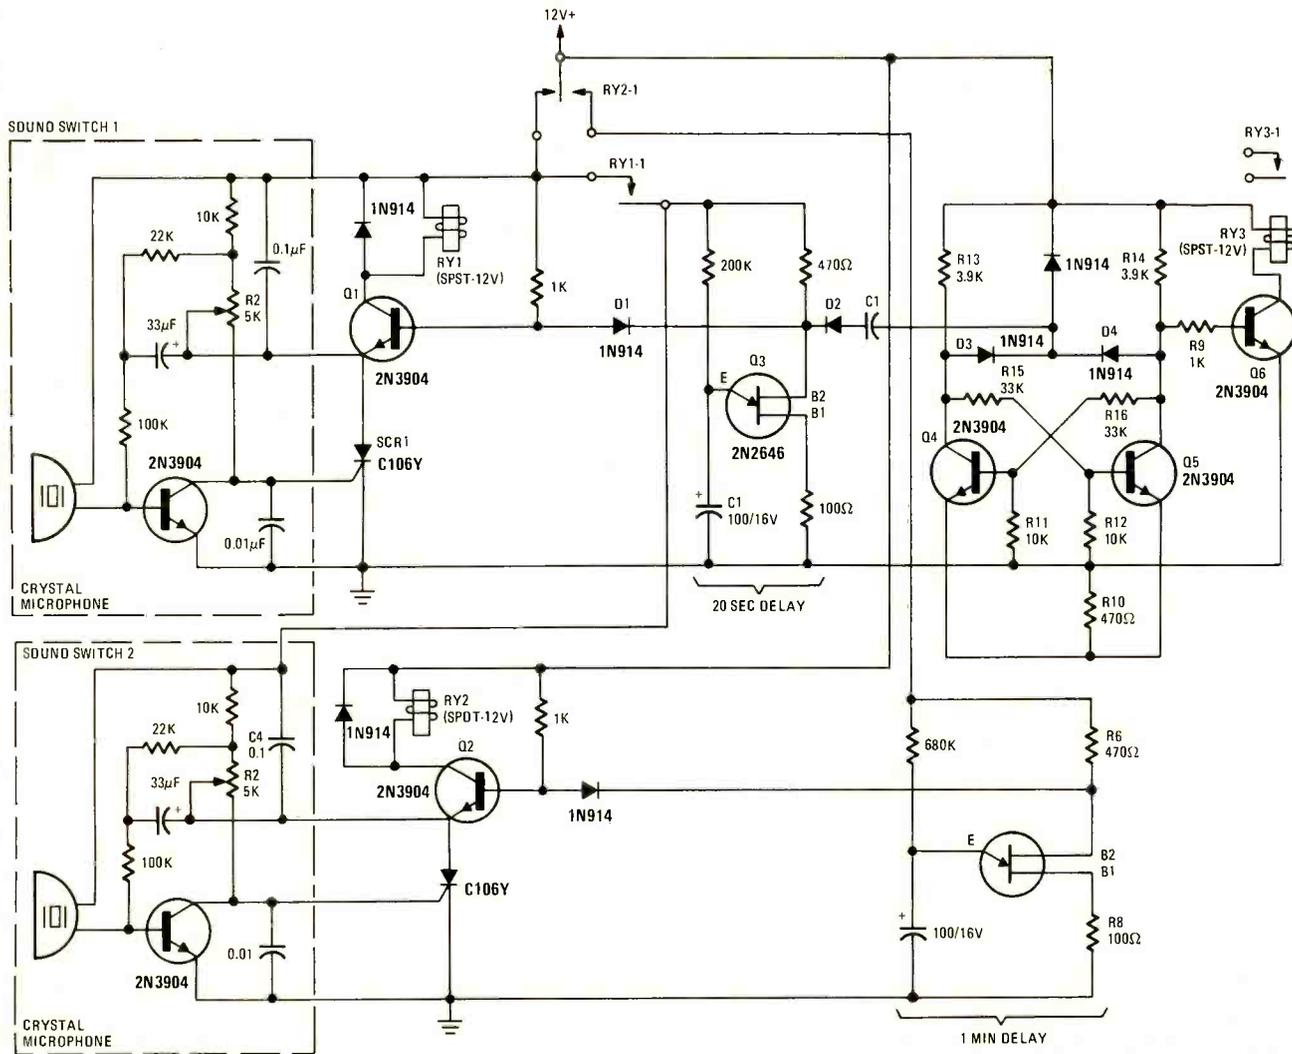 12V+
RY2-1
SOUND SWITCH 1
RY3-1
RY1-1
10K
1N914
22K
0.1µF
RY1
(SPST-12V)
1K
200K
470Ω
R13
3.9K
1N914
R14
3.9K
RY3
(SPST-12V)
33µF
R2
5K
Q1
D1
D2
C1
1N914
2N3904
Q3
D3
1N914
D4
1N914
R9
1K
Q6
2N3904
E
B2
B1
2N2646
R15
33K
R16
33K
2N3904
Q4
Q5
2N3904
100K
2N3904
SCR1
C106Y
+
C1
100/16V
100Ω
R11
10K
R12
10K
0.01µF
CRYSTAL
MICROPHONE
20 SEC DELAY
R10
470Ω
SOUND SWITCH 2
10K
22K
C4
0.1
1N914
RY2
(SPDT-12V)
1K
Q2
2N3904
33µF
+
R2
5K
1N914
680K
R6
470Ω
100K
C106Y
E
B2
B1
2N3904
0.01
+
100/16V
R8
100Ω
CRYSTAL
MICROPHONE
1 MIN DELAY